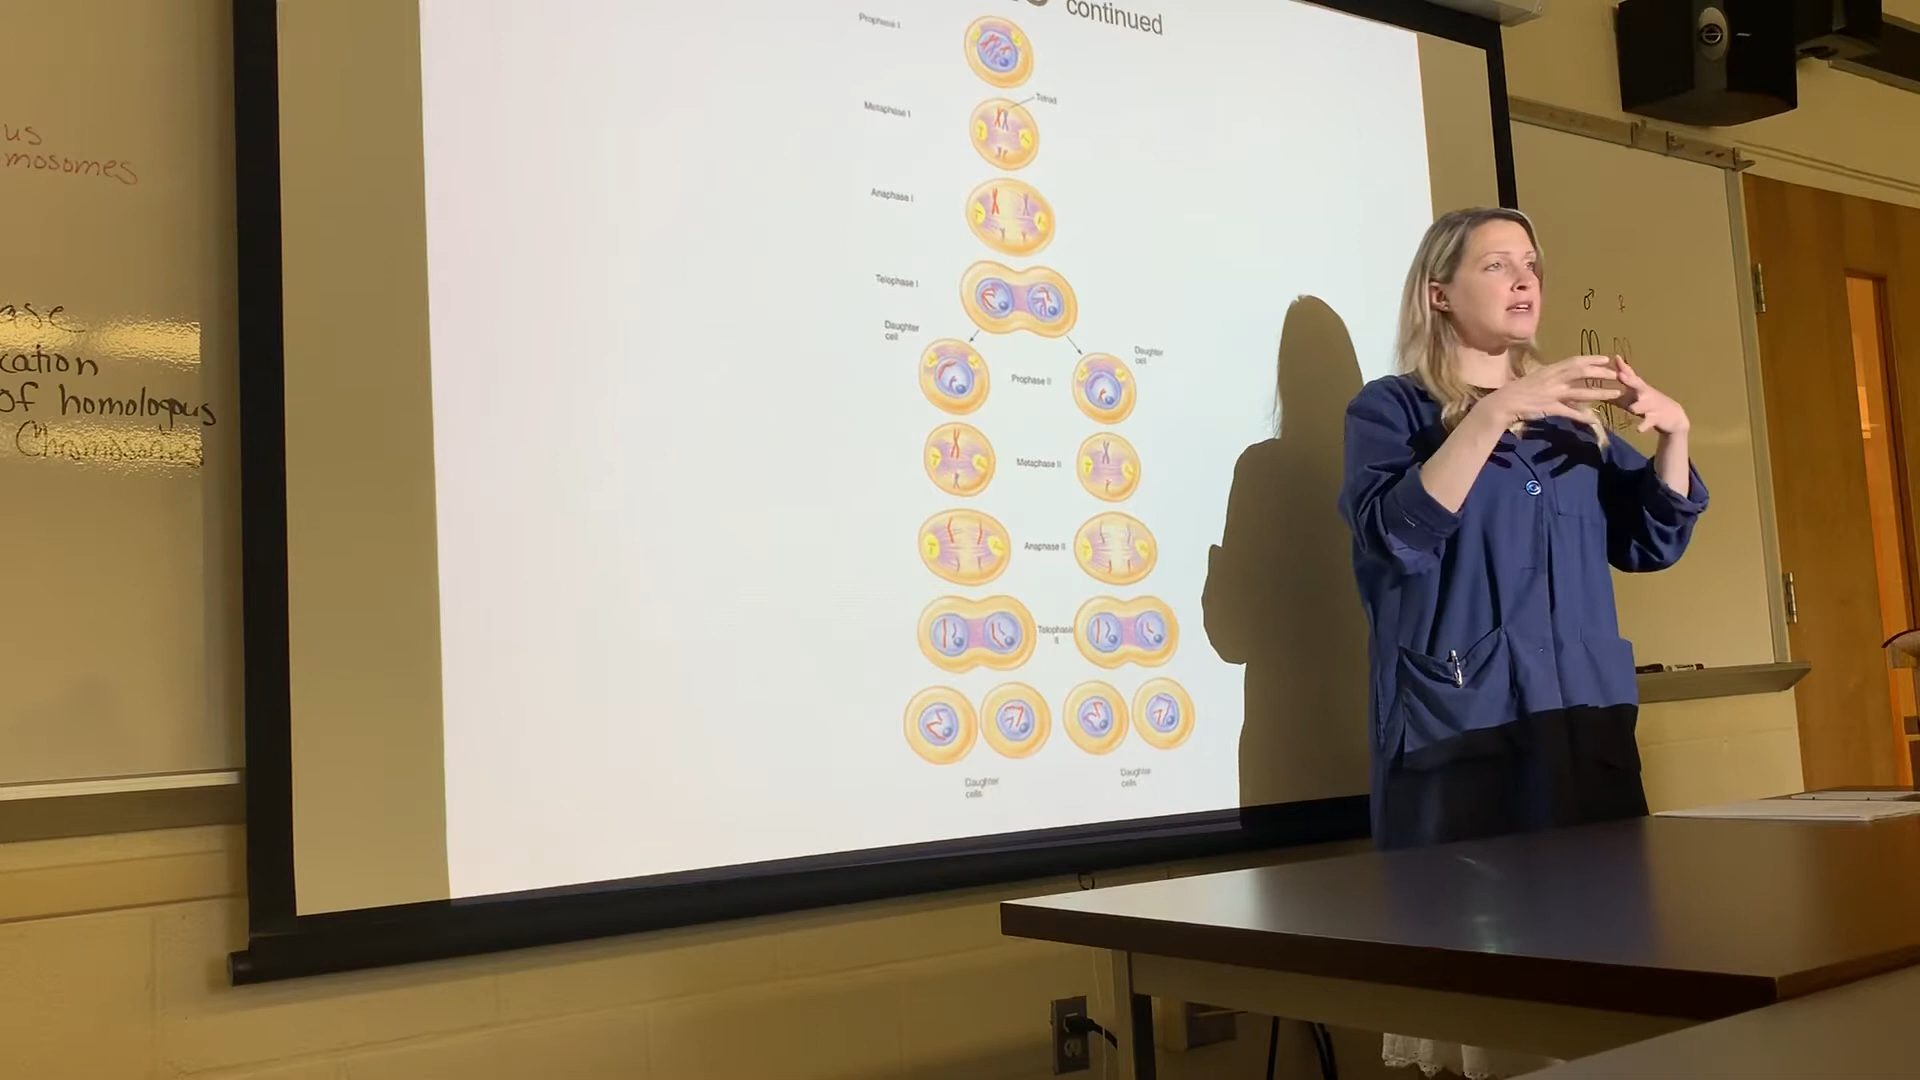 us
mosomes
ase
cation
of homologous
Chromosomes
continued
Prophase I
Metaphase I
Tetrad
Anaphase I
Telophase I
Daughter
cell
Daughter
cell
Prophase II
Metaphase II
Anaphase II
Telophase
II
Daughter
cells
Daughter
cells
♂ ♀